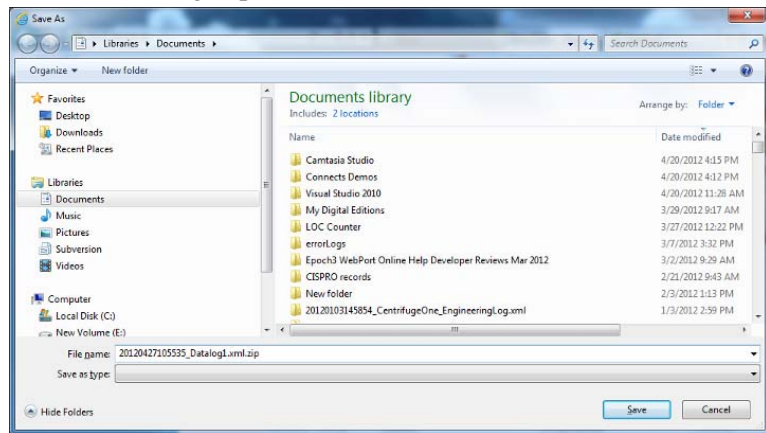 Save As
Libraries ▸ Documents ▸
Search Documents
Organize ▾ New folder
Favorites
Desktop
Downloads
Recent Places
Libraries
Documents
Music
Pictures
Subversion
Videos
Computer
Local Disk (C:)
New Volume (E:)
Documents library
Includes: 2 locations
Arrange by: Folder ▾
Name Date modified
Camtasia Studio 4/20/2012 4:15 PM
Connects Demos 4/20/2012 4:12 PM
Visual Studio 2010 4/20/2012 11:28 AM
My Digital Editions 3/29/2012 9:17 AM
LOC Counter 3/27/2012 12:22 PM
errorLogs 3/7/2012 3:32 PM
Epoch3 WebPort Online Help Developer Reviews Mar 2012 3/2/2012 9:29 AM
CISPRO records 2/21/2012 9:43 AM
New folder 2/3/2012 1:13 PM
20120103145854_CentrifugeOne_EngineeringLog.xml 1/3/2012 2:59 PM
File name: 20120427105535_Datalog1.xml.zip
Save as type:
Hide Folders
Save Cancel